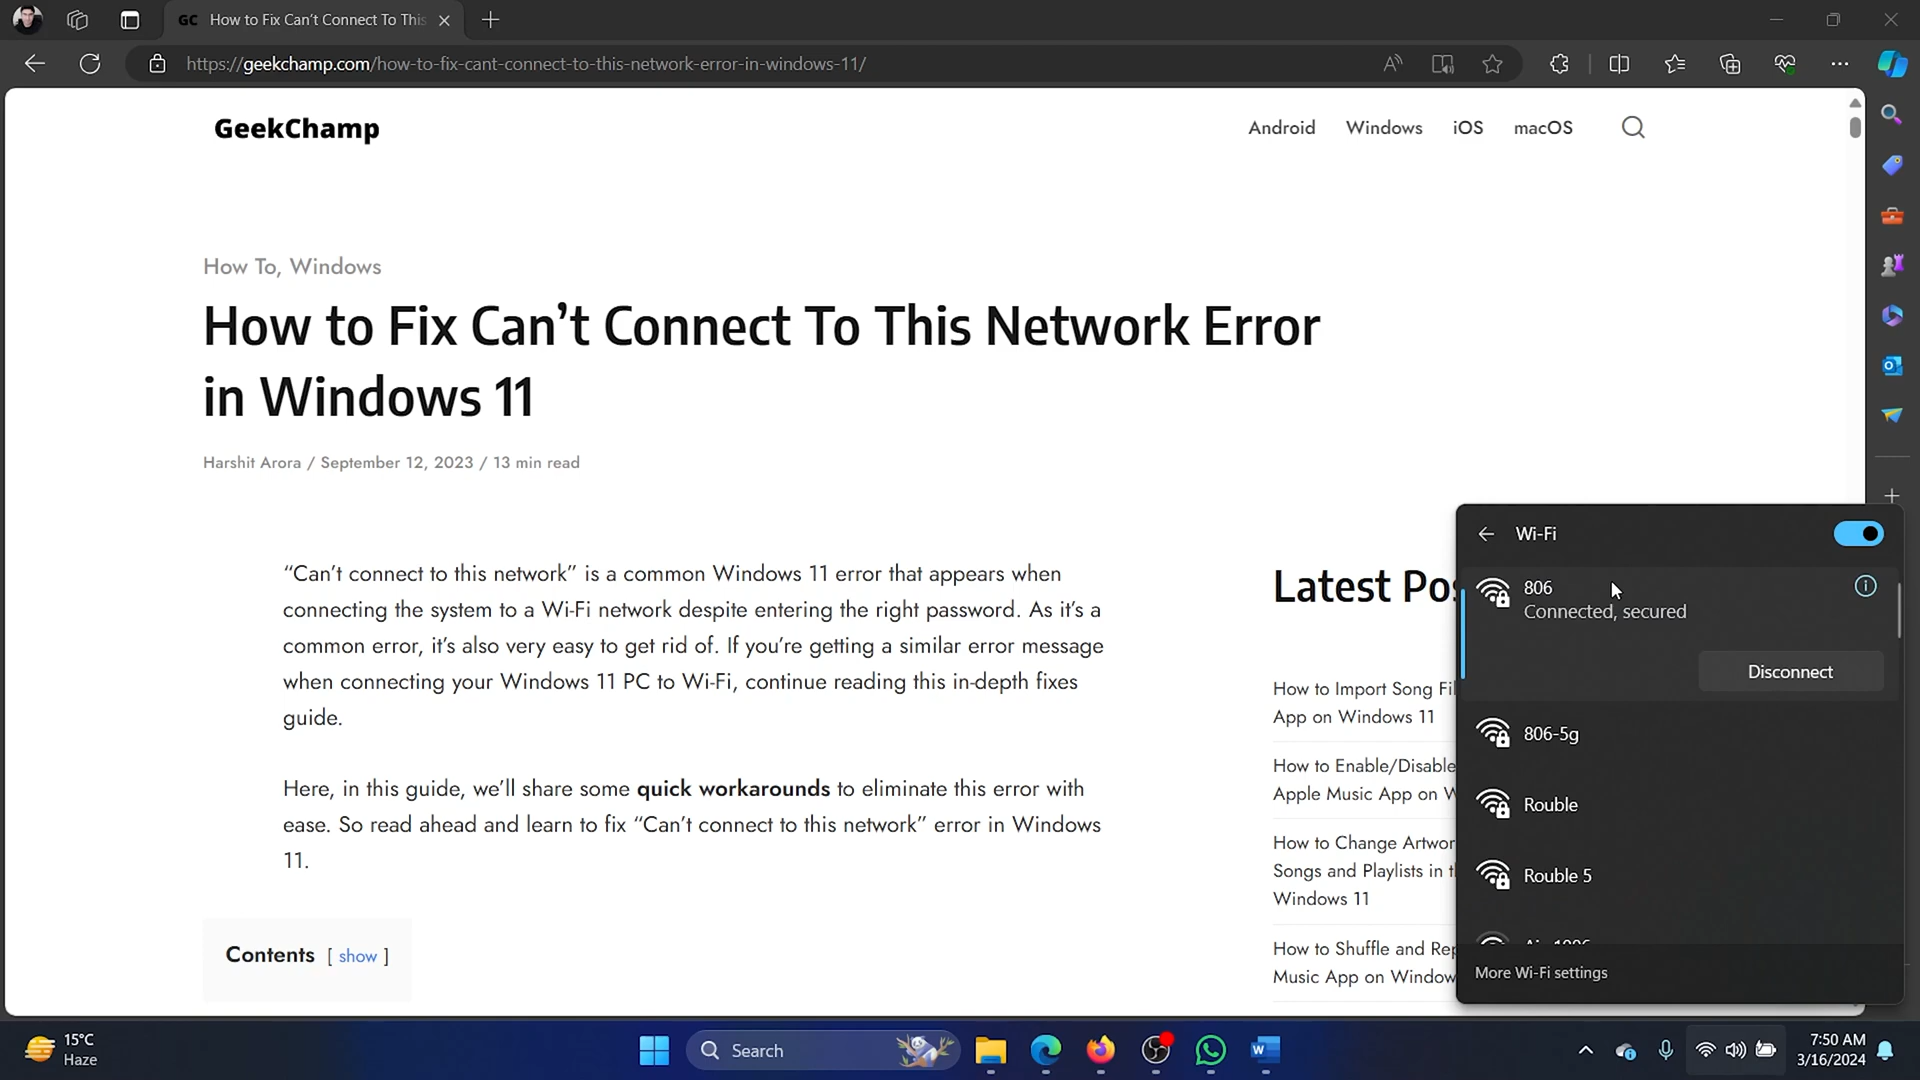 GC How to Fix Can't Connect To This
https://geekchamp.com/how-to-fix-cant-connect-to-this-network-error-in-windows-11/
GeekChamp
Android Windows iOS macOS
How To, Windows
How to Fix Can’t Connect To This Network Error
in Windows 11
Harshit Arora / September 12, 2023 / 13 min read
“Can’t connect to this network” is a common Windows 11 error that appears when
connecting the system to a Wi-Fi network despite entering the right password. As it’s a
common error, it’s also very easy to get rid of. If you’re getting a similar error message
when connecting your Windows 11 PC to Wi-Fi, continue reading this in-depth fixes
guide.
Here, in this guide, we’ll share some quick workarounds to eliminate this error with
ease. So read ahead and learn to fix “Can’t connect to this network” error in Windows
11.
Contents [ show ]
Latest Pos
How to Import Song Fil
App on Windows 11
How to Enable/Disable
Apple Music App on W
How to Change Artwor
Songs and Playlists in t
Windows 11
How to Shuffle and Rep
Music App on Window
Wi-Fi
806
Connected, secured
Disconnect
806-5g
Rouble
Rouble 5
More Wi-Fi settings
15°C
Haze
Search
7:50 AM
3/16/2024